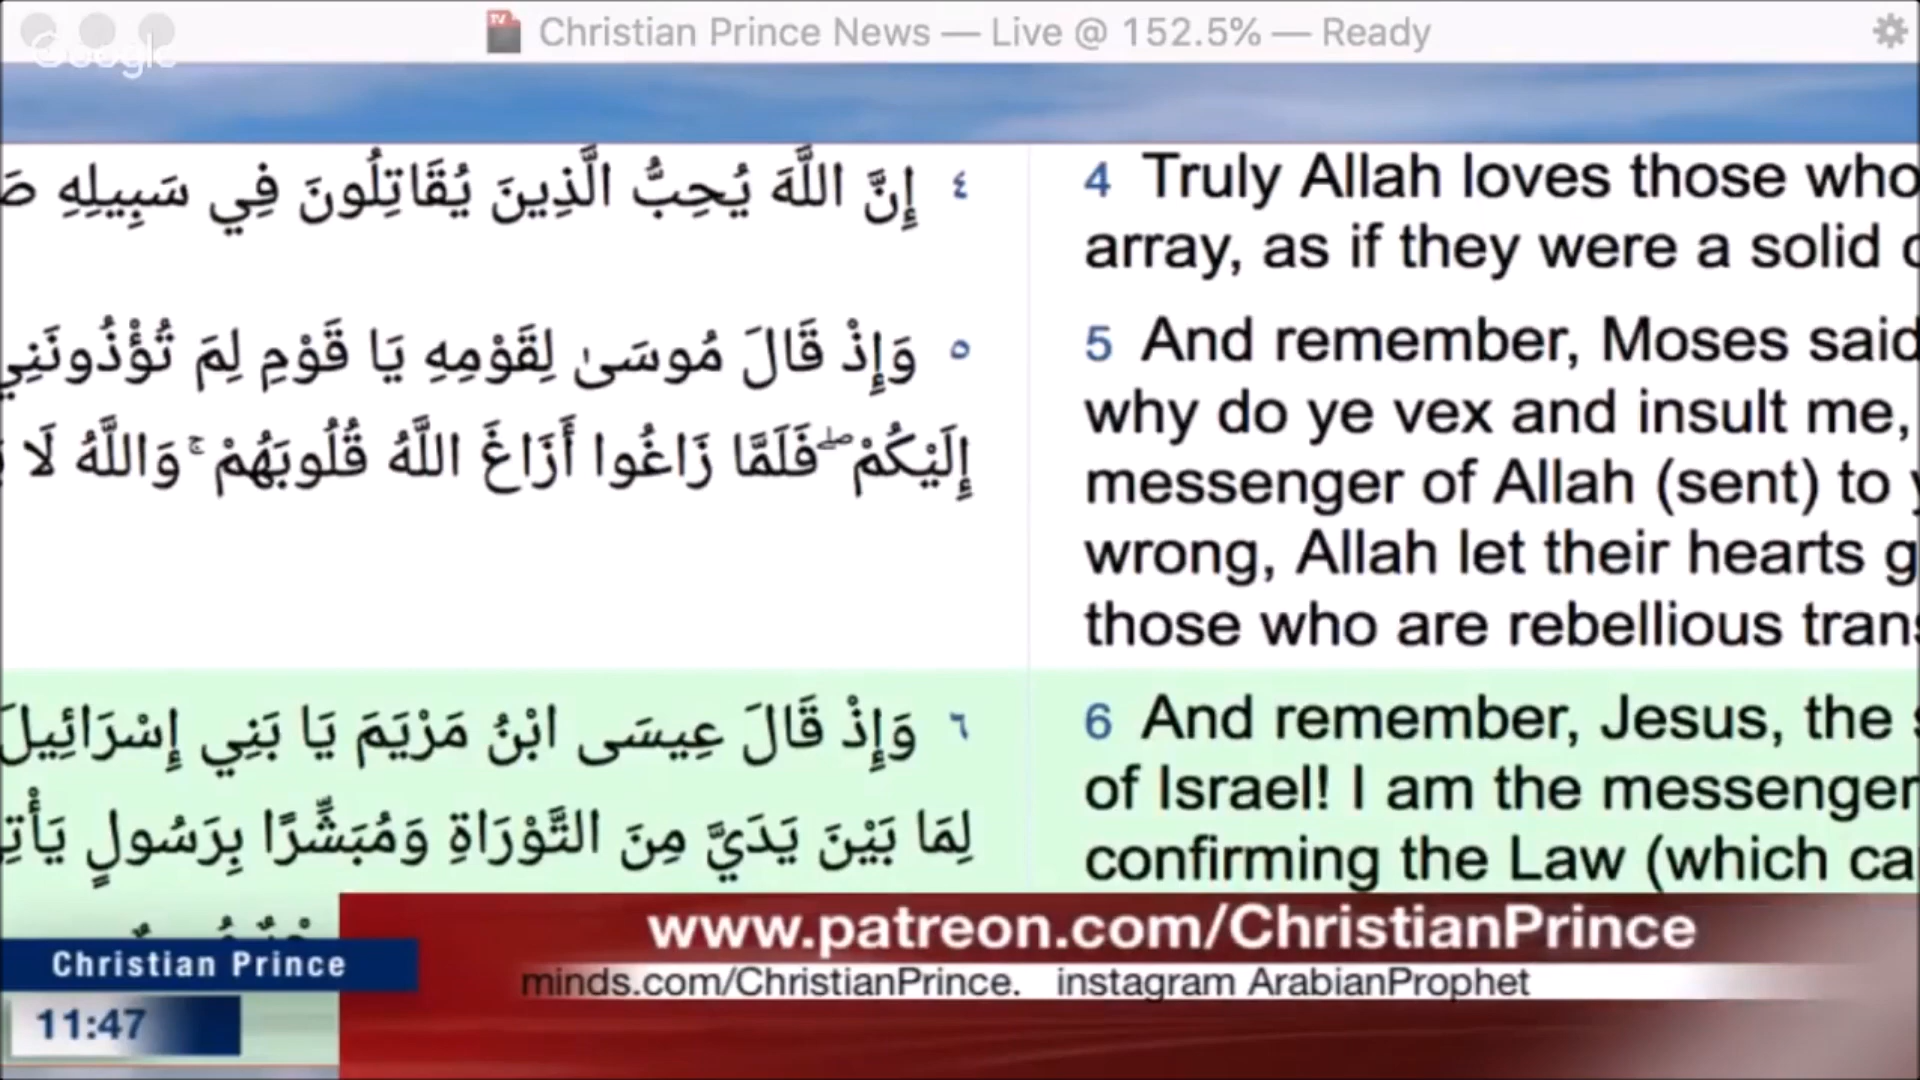 Christian Prince News — Live @ 152.5% — Ready
Google
٤ إِنَّ اللَّهَ يُحِبُّ الَّذِينَ يُقَاتِلُونَ فِي سَبِيلِهِ
٥ وَإِذْ قَالَ مُوسَىٰ لِقَوْمِهِ يَا قَوْمِ لِمَ تُؤْذُونَنِي
إِلَيْكُمْ ۖ فَلَمَّا زَاغُوا أَزَاغَ اللَّهُ قُلُوبَهُمْ ۚ وَاللَّهُ لَا
٦ وَإِذْ قَالَ عِيسَى ابْنُ مَرْيَمَ يَا بَنِي إِسْرَائِيلَ
لِمَا بَيْنَ يَدَيَّ مِنَ التَّوْرَاةِ وَمُبَشِّرًا بِرَسُولٍ
4 Truly Allah loves those who
array, as if they were a solid
5 And remember, Moses said
why do ye vex and insult me,
messenger of Allah (sent) to
wrong, Allah let their hearts
those who are rebellious
6 And remember, Jesus, the
of Israel! I am the messenger
confirming the Law (which
www.patreon.com/ChristianPrince
minds.com/ChristianPrince. instagram ArabianProphet
Christian Prince
11:47